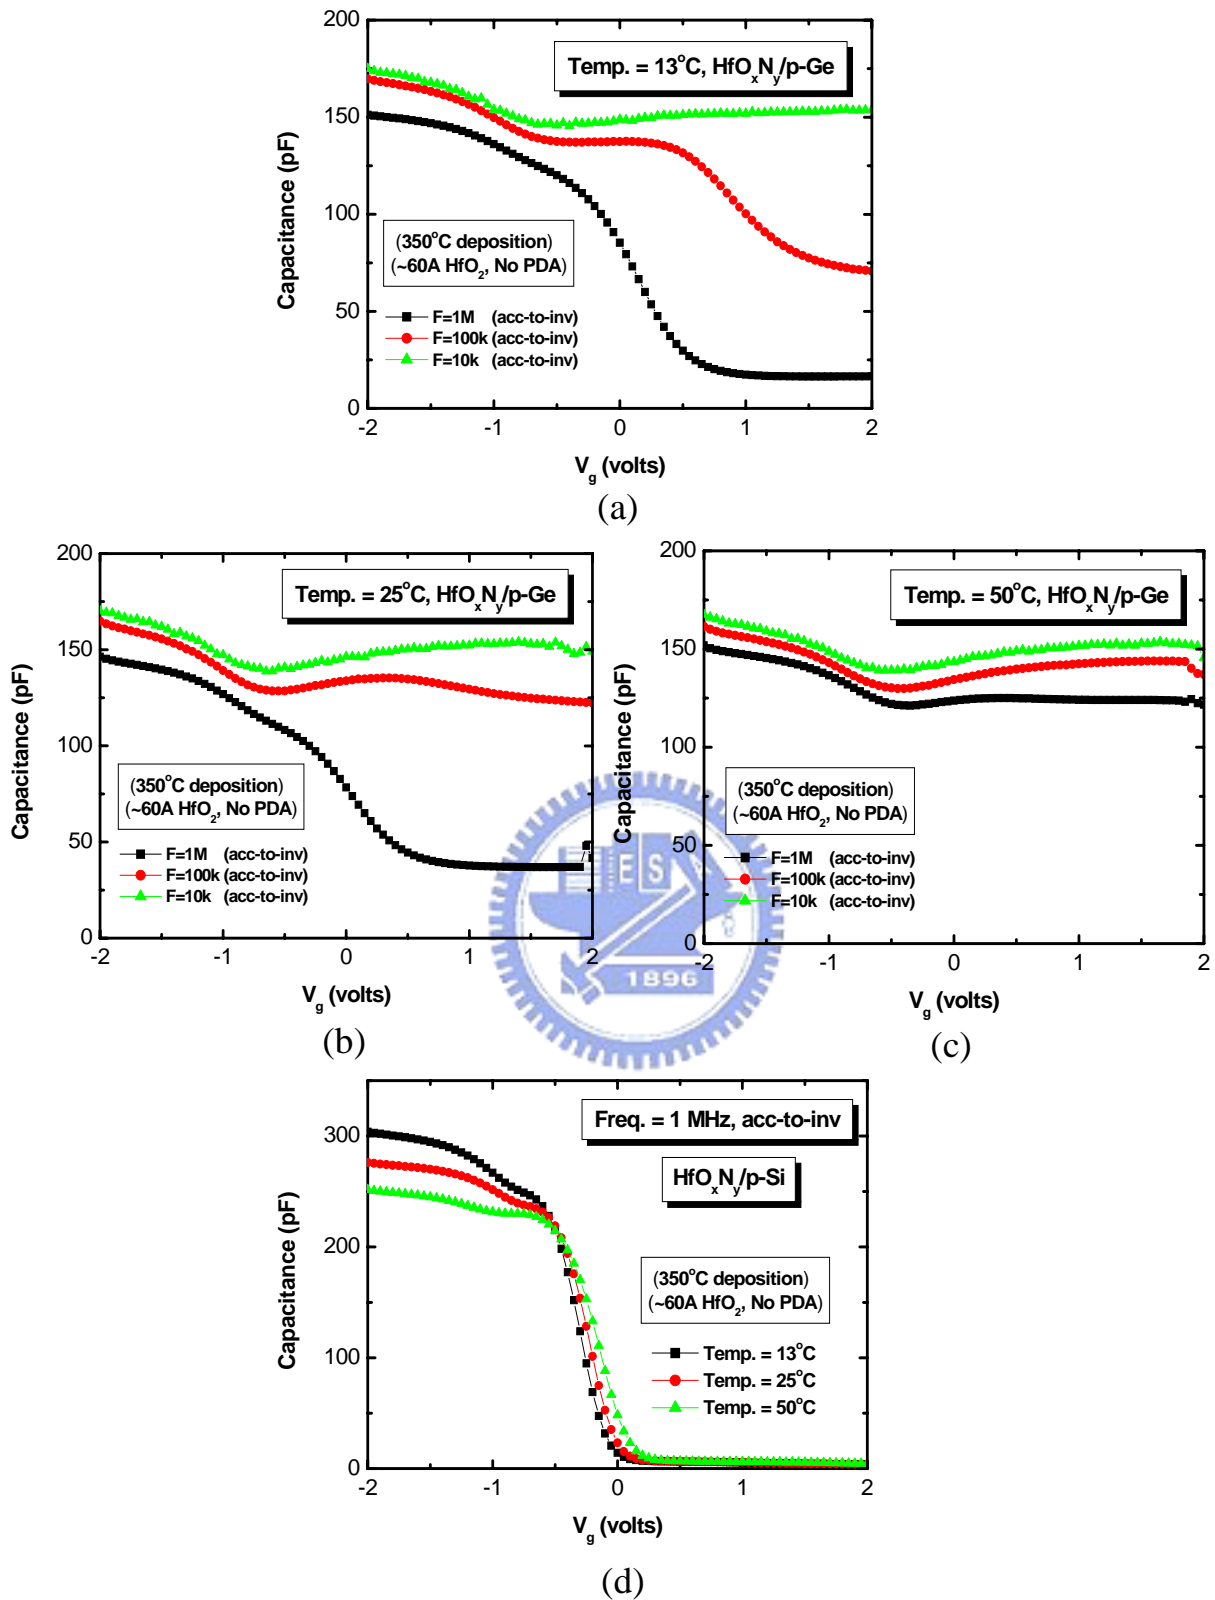 200
150
100
50
0
Capacitance (pF)
Temp. = 13°C, HfOxNy/p-Ge
(350°C deposition)
(~60A HfO2, No PDA)
F=1M (acc-to-inv)
F=100k (acc-to-inv)
F=10k (acc-to-inv)
-2 -1 0 1 2
Vg (volts)
(a)
200
150
100
50
0
Capacitance (pF)
Temp. = 25°C, HfOxNy/p-Ge
(350°C deposition)
(~60A HfO2, No PDA)
F=1M (acc-to-inv)
F=100k (acc-to-inv)
F=10k (acc-to-inv)
-2 -1 0 1 2
Vg (volts)
(b)
200
150
100
50
0
Capacitance (pF)
Temp. = 50°C, HfOxNy/p-Ge
(350°C deposition)
(~60A HfO2, No PDA)
F=1M (acc-to-inv)
F=100k (acc-to-inv)
F=10k (acc-to-inv)
-2 -1 0 1 2
Vg (volts)
(c)
ES
1896
300
200
100
0
Capacitance (pF)
Freq. = 1 MHz, acc-to-inv
HfOxNy/p-Si
(350°C deposition)
(~60A HfO2, No PDA)
Temp. = 13°C
Temp. = 25°C
Temp. = 50°C
-2 -1 0 1 2
Vg (volts)
(d)